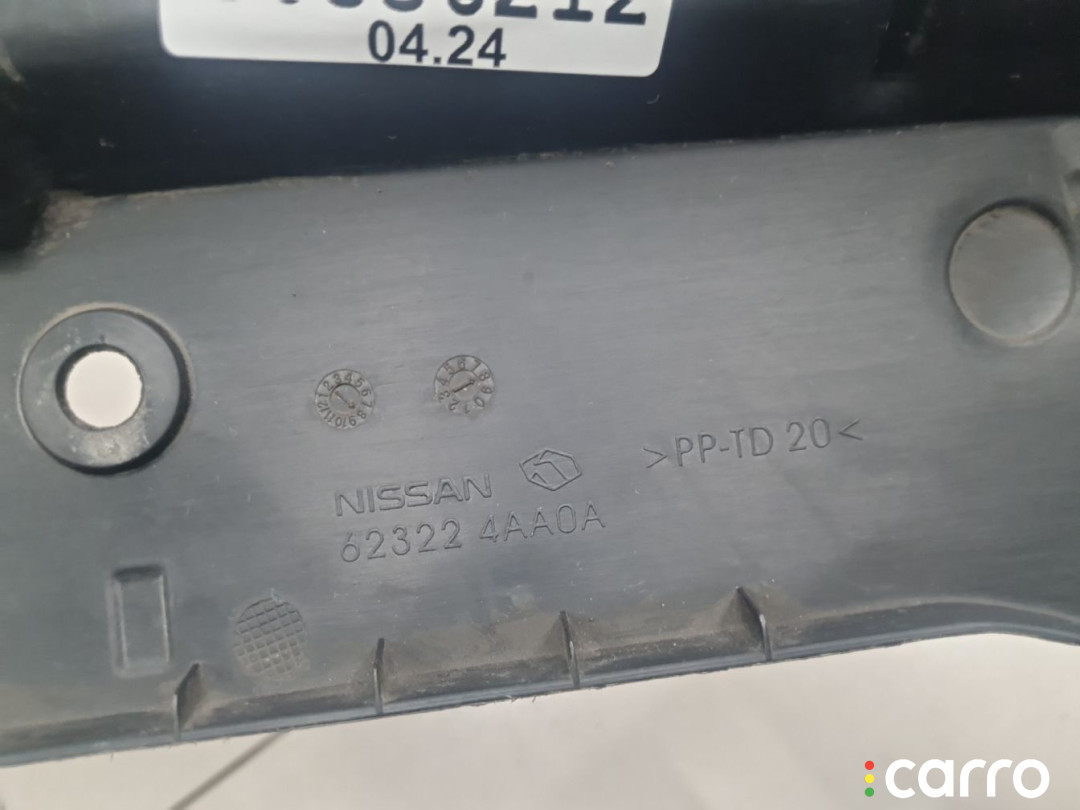 04.24
NISSAN
62322 4AA0A
>PP-TD 20<
carro